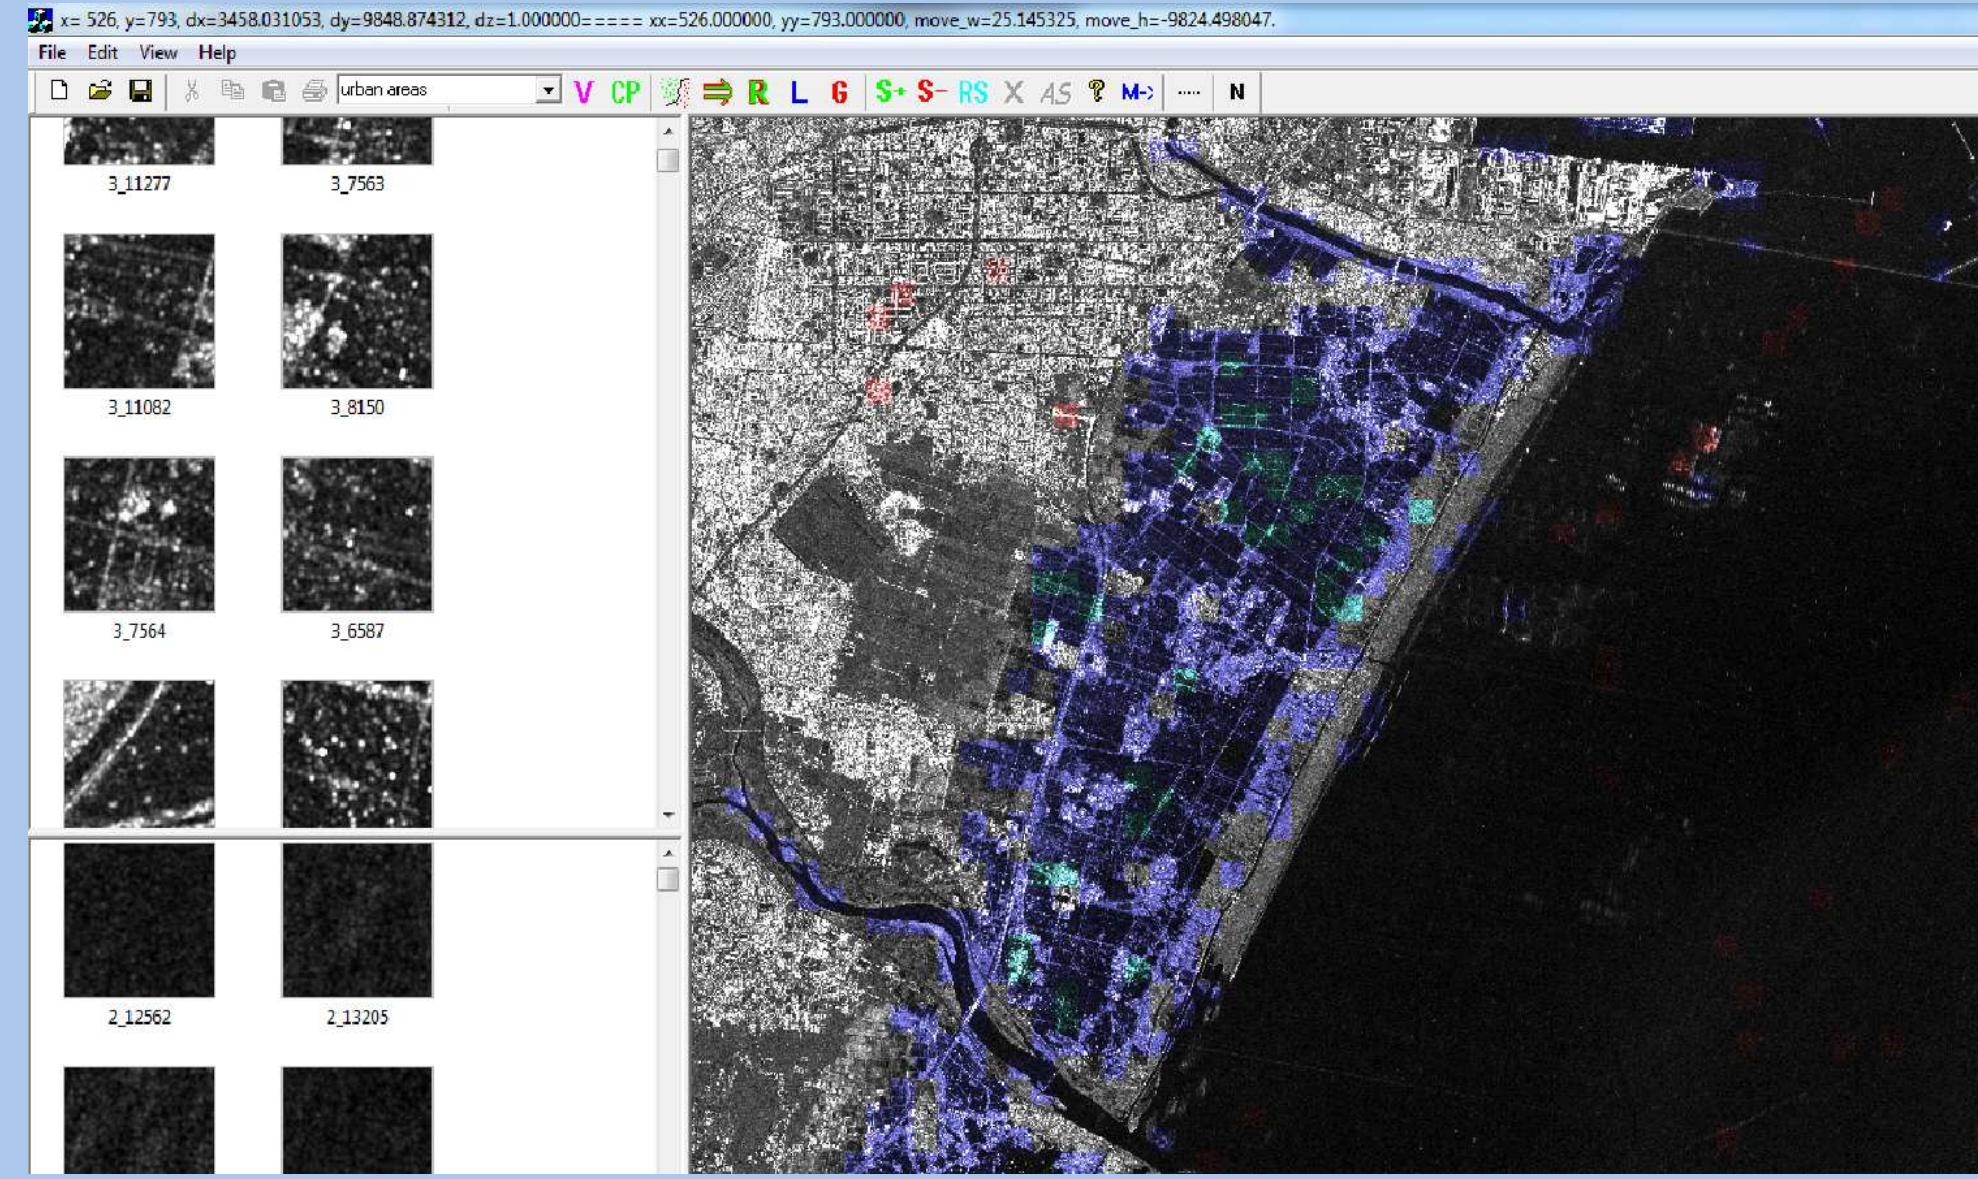 x= 526, y=793, dx=3458.031053, dy=9848.874312, dz=1.000000===== xx=526.000000, yy=793.000000, move_w=25.145325, move_h=-9824.498047.
File Edit View Help
urban areas V CP R L G S+ S- RS X AS ? M-> ..... N
3_11277 3_7563
3_11082 3_8150
3_7564 3_6587
2_12562 2_13205